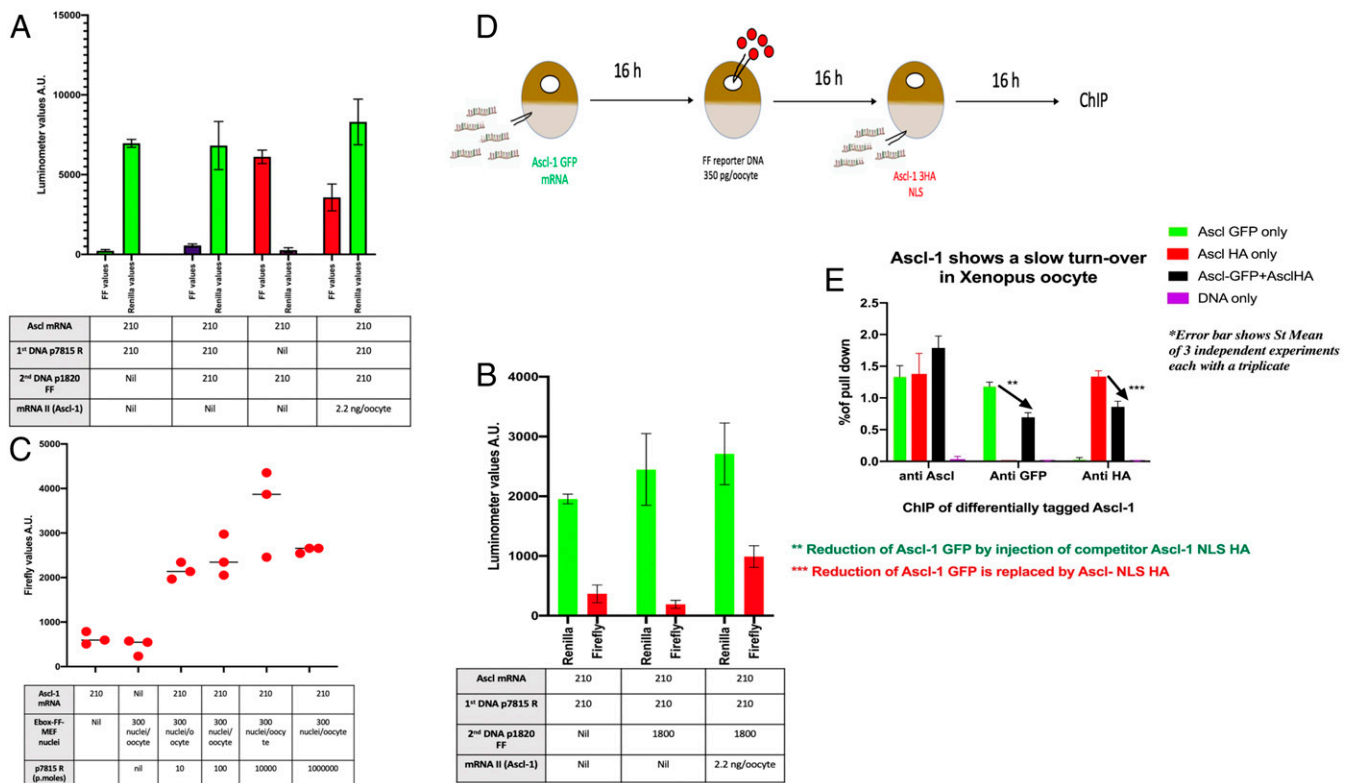 A
Luminometer values A.U.
15000
10000
5000
0
FF values
Renilla values
FF values
Renilla values
FF values
Renilla values
FF values
Renilla values
Ascl mRNA 210 210 210 210
1st DNA p7815 R 210 210 Nil 210
2nd DNA p1820 FF Nil 210 210 210
mRNA II (Ascl-1) Nil Nil Nil 2.2 ng/oocyte
C
Firefly values A.U.
5000
4000
3000
2000
1000
0
Ascl-1 mRNA 210 Nil 210 210 210 210
Ebox-FF-MEF nuclei Nil 300 nuclei/oocyte 300 nuclei/o ocyte 300 nuclei/oocyte 300 nuclei/oocy te 300 nuclei/oocyte
p7815 R (p.moles) nil 10 100 10000 1000000
D
16 h
16 h
16 h
ChIP
Ascl-1 GFP
mRNA
FF reporter DNA
350 pg/oocyte
Ascl-1 3HA
NLS
B
Luminometer values A.U.
4000
3000
2000
1000
0
Renilla
Firefly
Renilla
Firefly
Renilla
Firefly
Ascl mRNA 210 210 210
1st DNA p7815 R 210 210 210
2nd DNA p1820 FF Nil 1800 1800
mRNA II (Ascl-1) Nil Nil 2.2 ng/oocyte
E
Ascl-1 shows a slow turn-over
in Xenopus oocyte
%of pull down
2.5
2.0
1.5
1.0
0.5
0.0
**
***
anti Ascl
Anti GFP
Anti HA
ChIP of differentially tagged Ascl-1
Ascl GFP only
Ascl HA only
Ascl-GFP+AsclHA
DNA only
*Error bar shows St Mean
of 3 independent experiments
each with a triplicate
** Reduction of Ascl-1 GFP by injection of competitor Ascl-1 NLS HA
*** Reduction of Ascl-1 GFP is replaced by Ascl- NLS HA